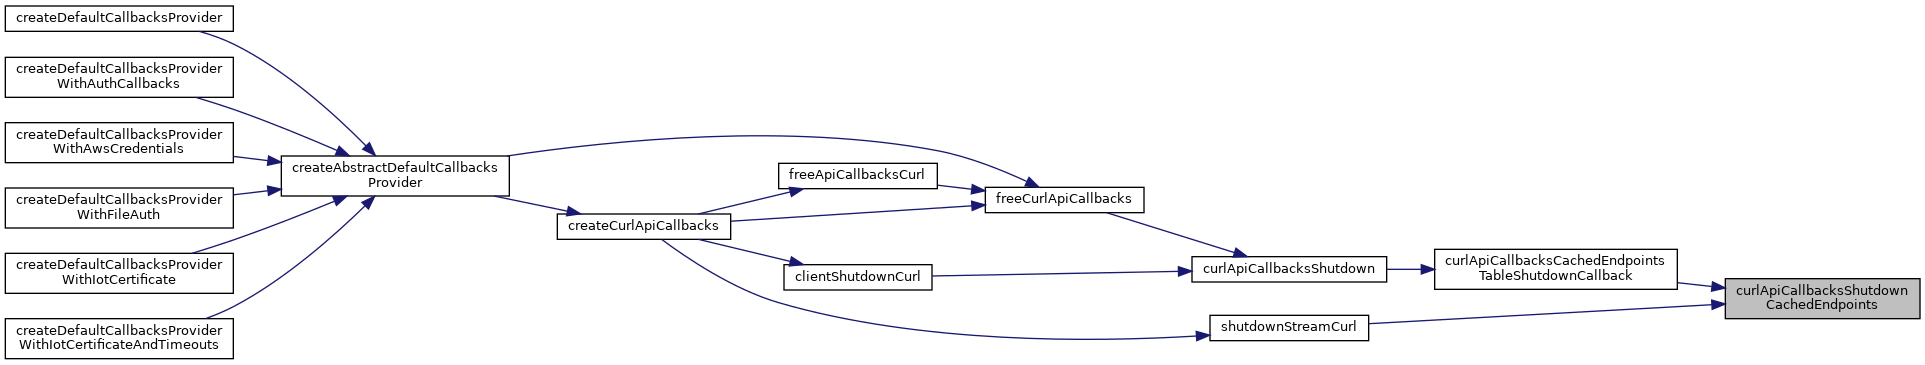 createDefaultCallbacksProvider
createDefaultCallbacksProvider
WithAuthCallbacks
createDefaultCallbacksProvider
WithAwsCredentials
createDefaultCallbacksProvider
WithFileAuth
createDefaultCallbacksProvider
WithIotCertificate
createDefaultCallbacksProvider
WithIotCertificateAndTimeouts
createAbstractDefaultCallbacks
Provider
createCurlApiCallbacks
freeApiCallbacksCurl
clientShutdownCurl
freeCurlApiCallbacks
curlApiCallbacksShutdown
shutdownStreamCurl
curlApiCallbacksCachedEndpoints
TableShutdownCallback
curlApiCallbacksShutdown
CachedEndpoints